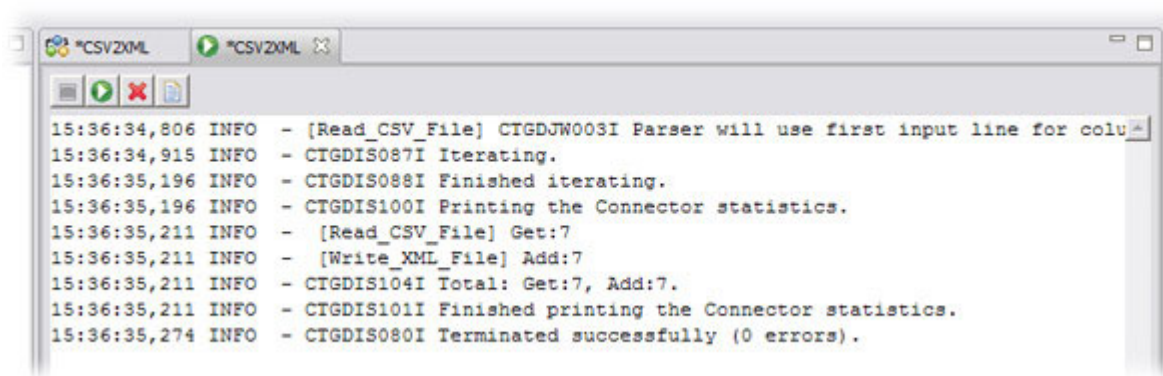 *CSV2XML *CSV2XML
15:36:34,806 INFO - [Read_CSV_File] CTGDJW003I Parser will use first input line for colu
15:36:34,915 INFO - CTGDIS087I Iterating.
15:36:35,196 INFO - CTGDIS088I Finished iterating.
15:36:35,196 INFO - CTGDIS100I Printing the Connector statistics.
15:36:35,211 INFO - [Read_CSV_File] Get:7
15:36:35,211 INFO - [Write_XML_File] Add:7
15:36:35,211 INFO - CTGDIS104I Total: Get:7, Add:7.
15:36:35,211 INFO - CTGDIS101I Finished printing the Connector statistics.
15:36:35,274 INFO - CTGDIS080I Terminated successfully (0 errors).